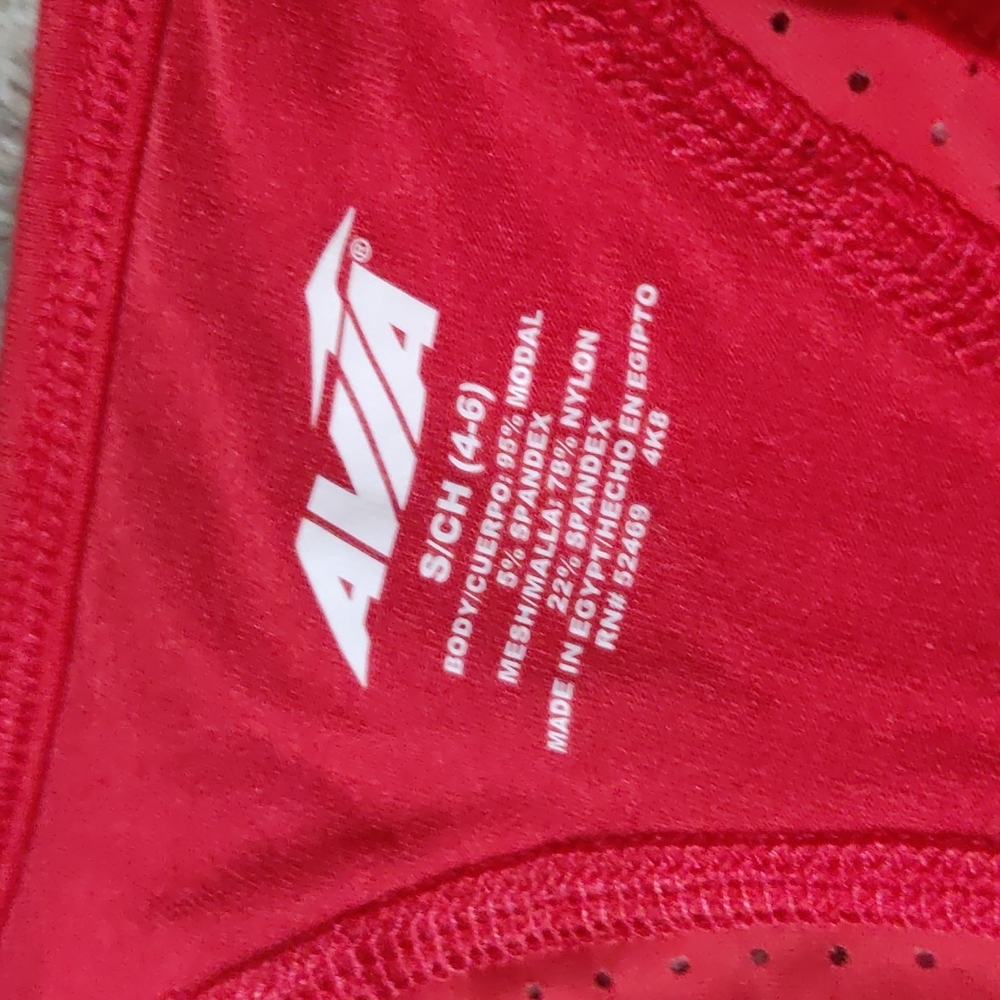 AVIA®
S/CH (4-6)
BODY/CUERPO: 95% MODAL
5% SPANDEX
MESH/MALLA: 78% NYLON
22% SPANDEX
MADE IN EGYPT/HECHO EN EGIPTO
RN# 52469 4K8